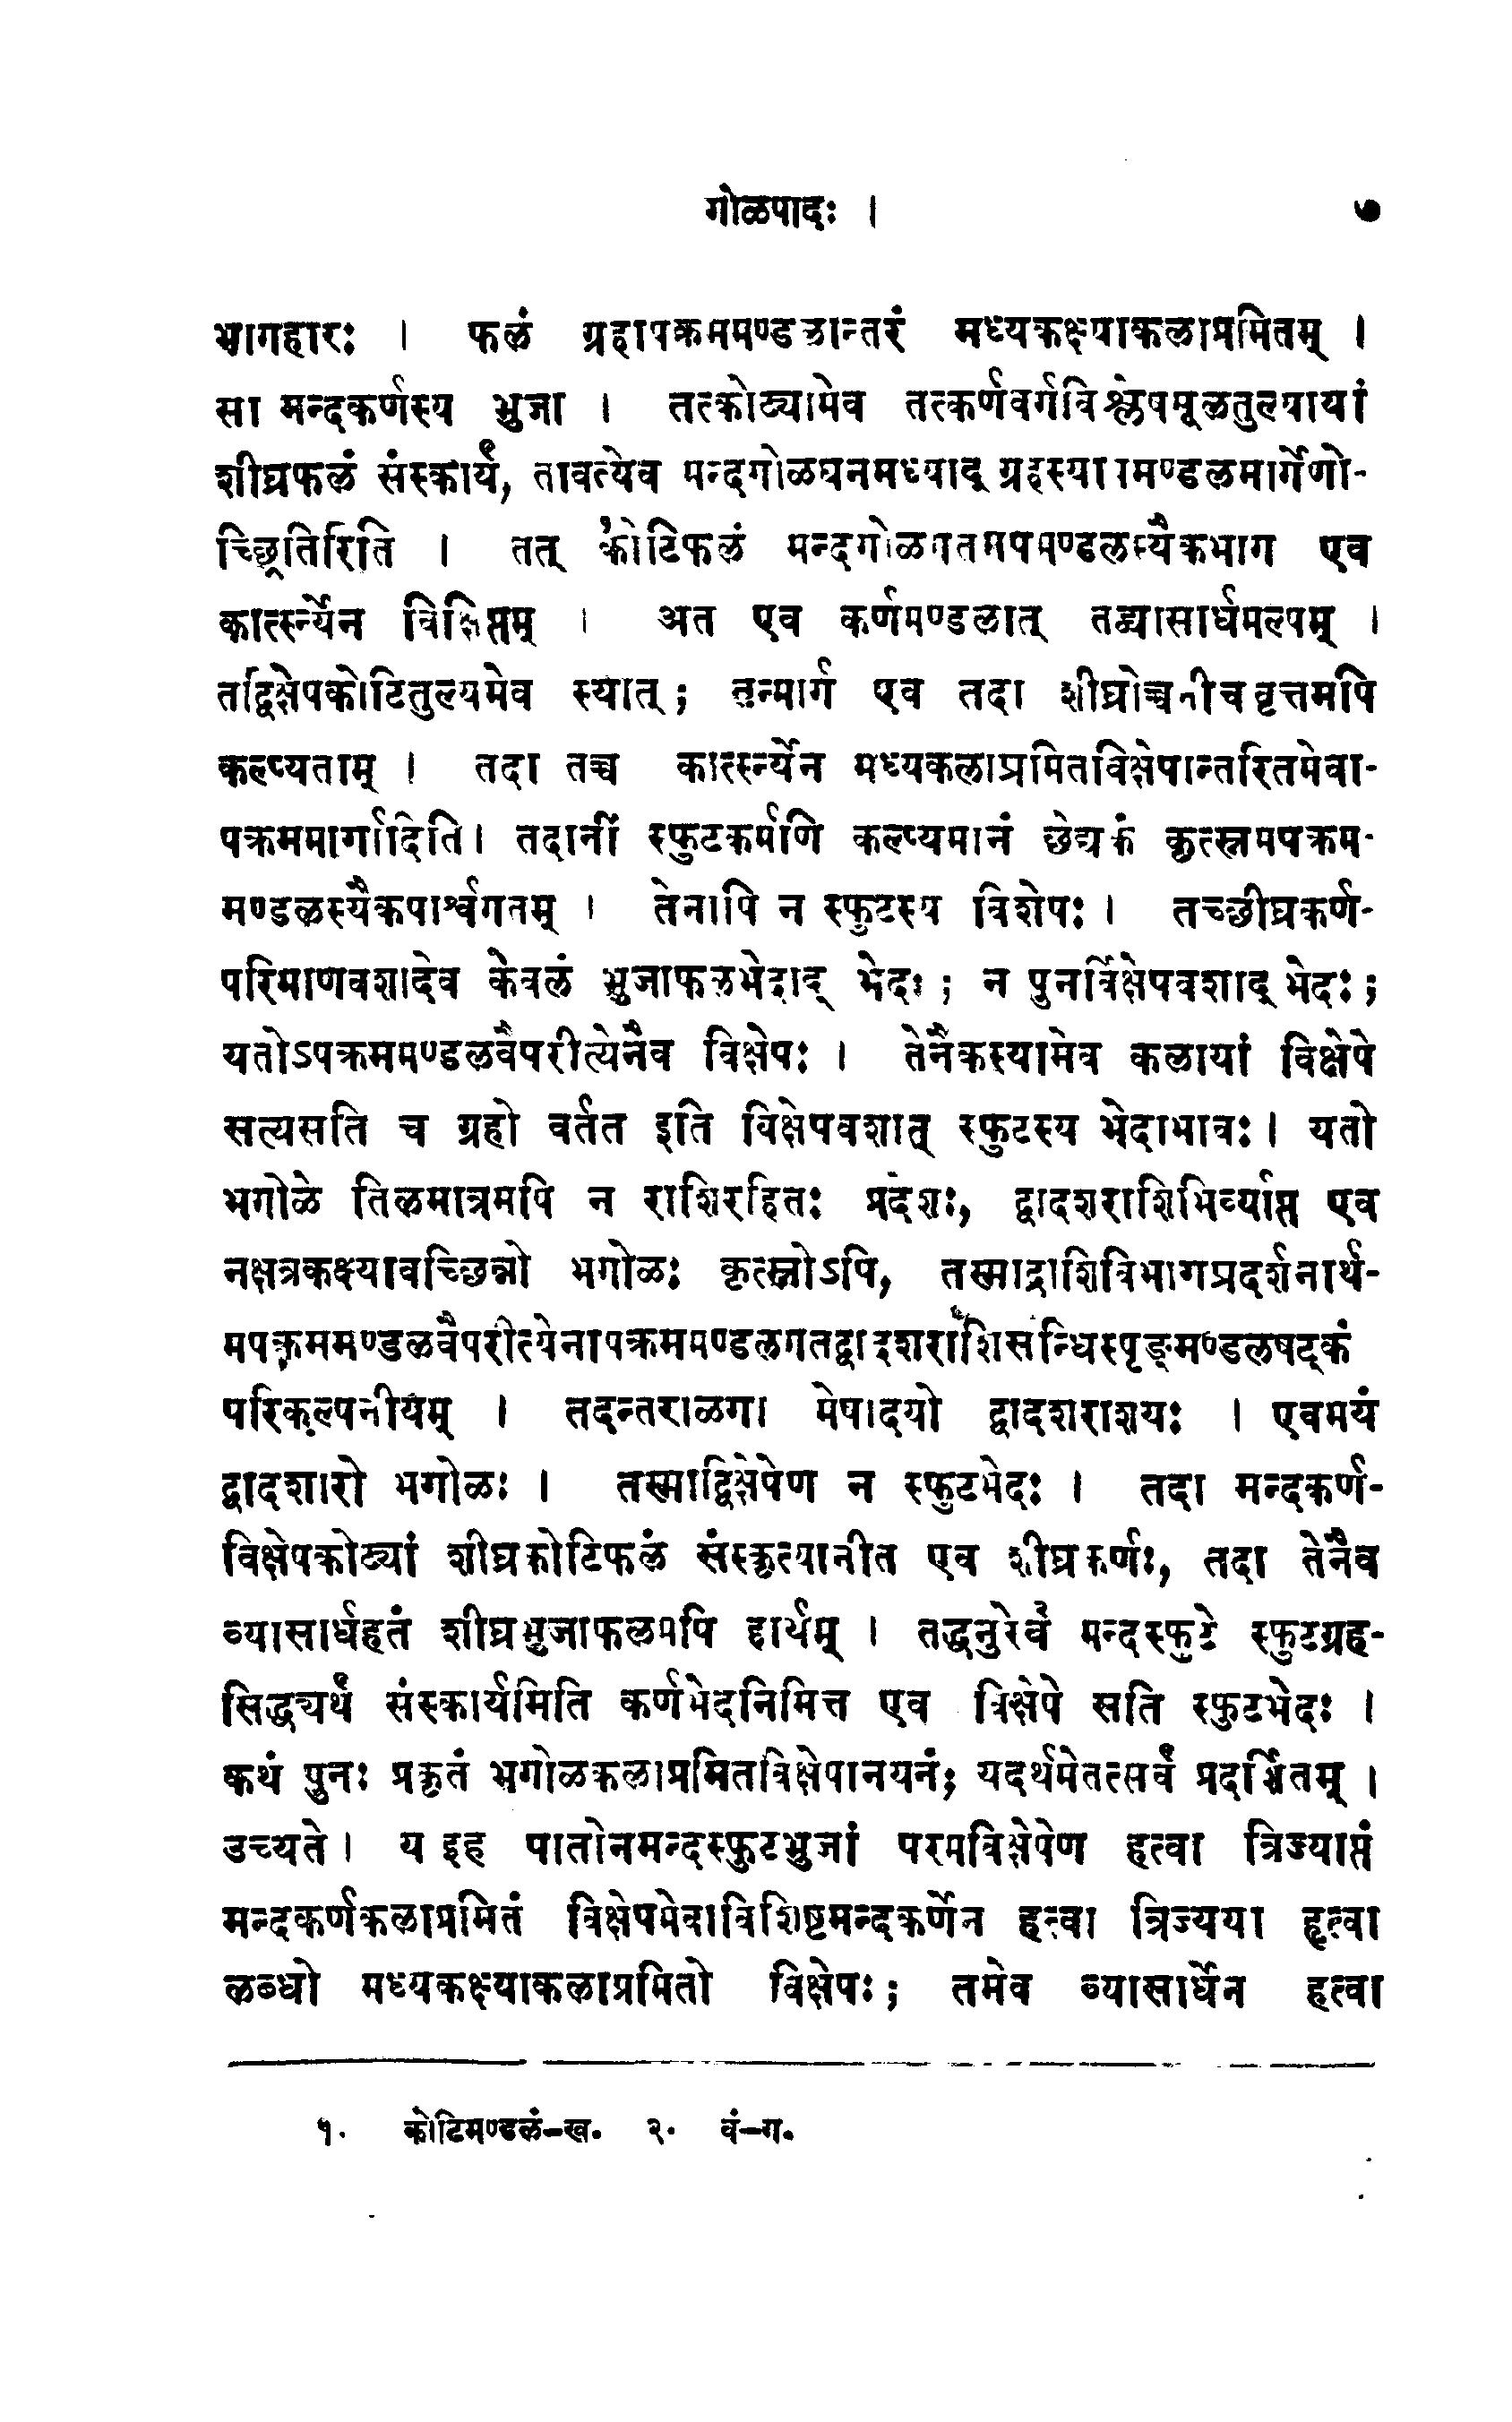 गोळपादः । ७
भागहारः । फलं ग्रहापक्रममण्डलान्तरं मध्यकक्ष्याकलाप्रमितम् ।
सा मन्दकर्णस्य भुजा । तत्कोट्यामेव तत्कर्णवर्गविश्लेषमूलतुल्यायां
शीघ्रफलं संस्कार्यं, तावत्येव मन्दगोळघनमध्याद् ग्रहस्य मण्डलमार्गेणो-
च्छ्रितिरिति । तत् कोटिफलं मन्दगोळगतमपमण्डलस्यैकभाग एव
कार्त्स्न्येन विक्षिप्तम् । अत एव कर्णमण्डलात् तद्व्यासार्धमल्पम् ।
तद्विक्षेपकोटितुल्यमेव स्यात्; तन्मार्ग एव तदा शीघ्रोच्चनीचवृत्तमपि
कल्प्यताम् । तदा तच्च कार्त्स्न्येन मध्यकलाप्रमितविक्षेपान्तरितमेवा-
पक्रममार्गादिति। तदानीं स्फुटकर्मणि कल्प्यमानं छेद्यकं कृत्स्नमपक्रम-
मण्डलस्यैकपार्श्वगतम् । तेनापि न स्फुटस्य विशेषः । तच्छीघ्रकर्ण-
परिमाणवशादेव केवलं भुजाफलभेदाद् भेदः ; न पुनर्विक्षेपवशाद् भेदः ;
यतोऽपक्रममण्डलवैपरीत्येनैव विक्षेपः । तेनैकस्यामेव कलायां विक्षेपे
सत्यसति च ग्रहो वर्तत इति विक्षेपवशात् स्फुटस्य भेदाभावः। यतो
भगोळे तिलमात्रमपि न राशिरहितः प्रदेशः, द्वादशराशिभिर्व्याप्त एव
नक्षत्रकक्ष्यावच्छिन्नो भगोळः कृत्स्नोऽपि, तस्माद्राशिविभागप्रदर्शनार्थ-
मपक्रममण्डळवैपरीत्येनापक्रममण्डलगतद्वादशराशिसन्धिस्पृङ्मण्डलषट्कं
परिकल्पनीयम् । तदन्तराळगा मेषादयो द्वादशराशयः । एवमयं
द्वादशारो भगोळः । तस्माद्विक्षेपेण न स्फुटभेदः । तदा मन्दकर्ण-
विक्षेपकोट्यां शीघ्रकोटिफलं संस्कृत्यानीत एव शीघ्रकर्णः, तदा तेनैव
व्यासार्धहतं शीघ्रभुजाफलमपि हार्यम् । तद्धनुरेवं मन्दस्फुटे स्फुटग्रह-
सिद्ध्यर्थं संस्कार्यमिति कर्णभेदनिमित्त एव विक्षेपे सति स्फुटभेदः ।
कथं पुनः प्रकृतं भगोळकलाप्रमितविक्षेपानयनं; यदर्थमेतत्सर्वं प्रदर्शितम् ।
उच्यते । य इह पातोनमन्दस्फुटभुजां परमविक्षेपेण हत्वा त्रिज्याप्तं
मन्दकर्णकलाप्रमितं विक्षेपमेवाविशिष्टमन्दकर्णेन हत्वा त्रिज्यया हृत्वा
लब्धो मध्यकक्ष्याकलाप्रमितो विक्षेपः ; तमेव व्यासार्धेन हत्वा
१. कोटिमण्डलं-ख. २. वं-ग.